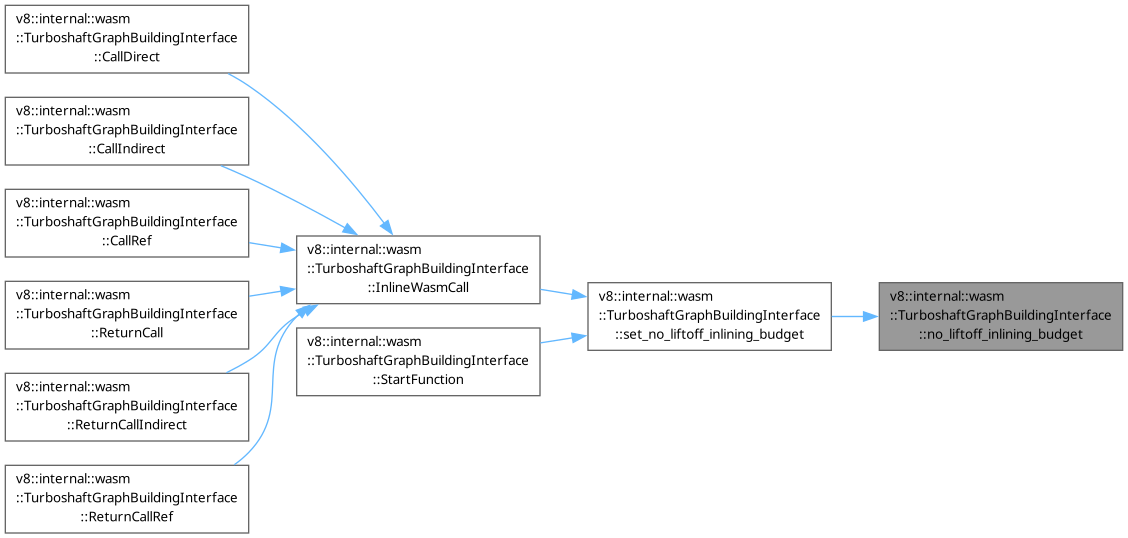 v8::internal::wasm
::TurboshaftGraphBuildingInterface
::CallDirect
v8::internal::wasm
::TurboshaftGraphBuildingInterface
::CallIndirect
v8::internal::wasm
::TurboshaftGraphBuildingInterface
::CallRef
v8::internal::wasm
::TurboshaftGraphBuildingInterface
::ReturnCall
v8::internal::wasm
::TurboshaftGraphBuildingInterface
::ReturnCallIndirect
v8::internal::wasm
::TurboshaftGraphBuildingInterface
::ReturnCallRef
v8::internal::wasm
::TurboshaftGraphBuildingInterface
::InlineWasmCall
v8::internal::wasm
::TurboshaftGraphBuildingInterface
::StartFunction
v8::internal::wasm
::TurboshaftGraphBuildingInterface
::set_no_liftoff_inlining_budget
v8::internal::wasm
::TurboshaftGraphBuildingInterface
::no_liftoff_inlining_budget